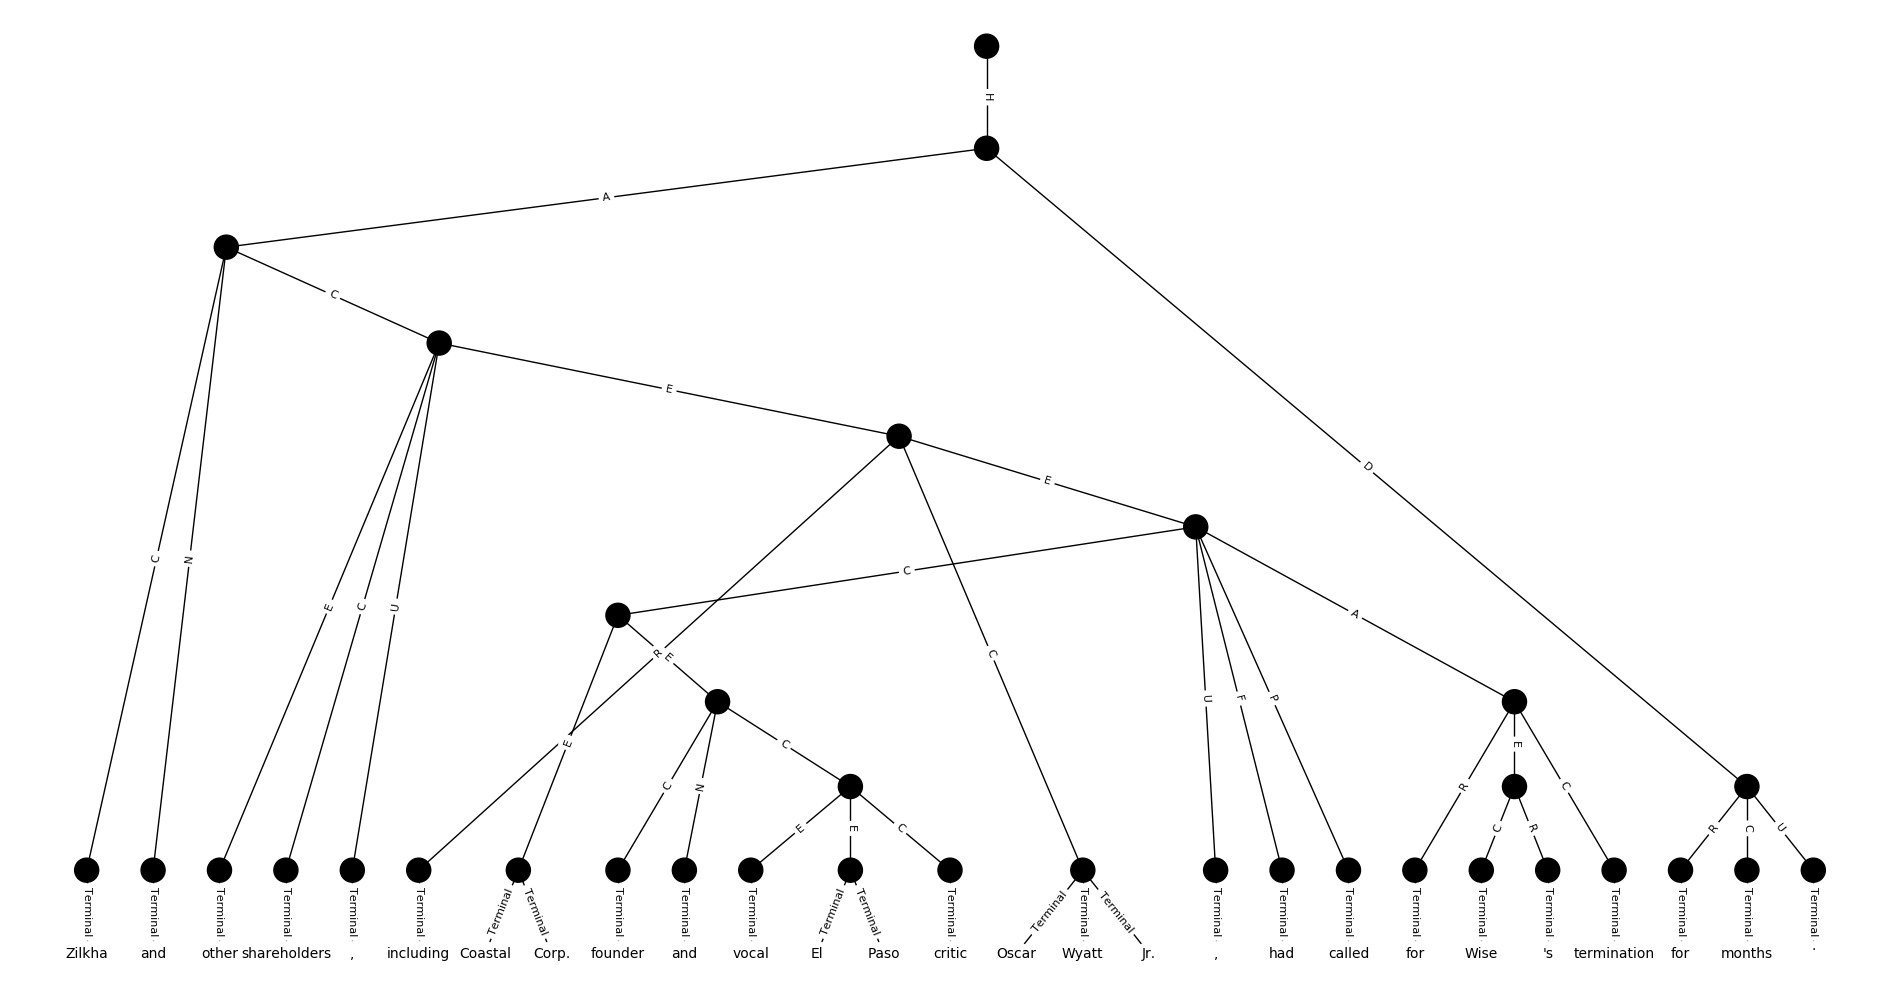 H
A
D
C
E
E
C
A
C
N
E
C
U
R
E
C
U
F
P
E
C
R
E
C
C
N
E
E
C
C
R
R
C
U
Terminal Terminal Terminal Terminal Terminal Terminal Terminal Terminal Terminal Terminal Terminal Terminal Terminal Terminal Terminal Terminal Terminal Terminal Terminal Terminal Terminal Terminal Terminal Terminal Terminal Terminal Terminal
Zilkha and other shareholders , including Coastal Corp. founder and vocal El Paso critic Oscar Wyatt Jr. , had called for Wise 's termination for months .